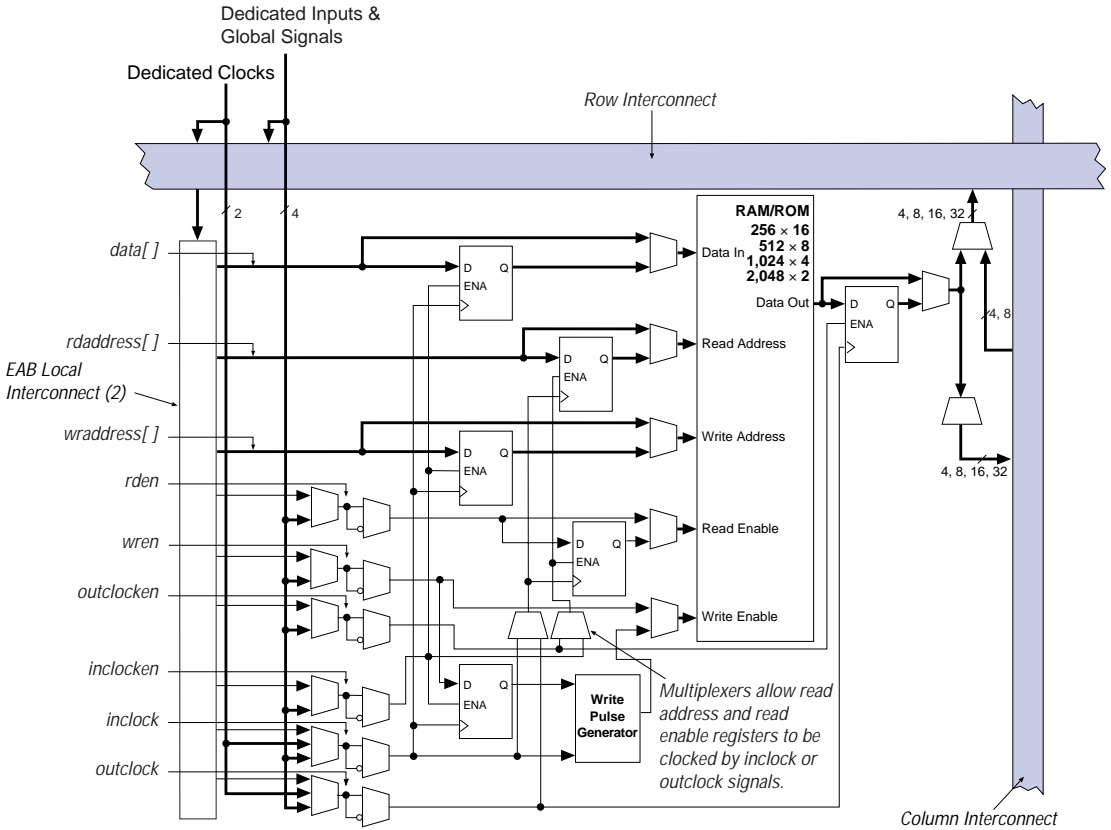 Dedicated Inputs &
Global Signals
Dedicated Clocks
Row Interconnect
2
4
4, 8, 16, 32
RAM/ROM
256 × 16
512 × 8
1,024 × 4
2,048 × 2
data[ ]
D
Q
ENA
Data In
Data Out
D
Q
ENA
4, 8
rdaddress[ ]
D
Q
ENA
Read Address
EAB Local
Interconnect (2)
wraddress[ ]
D
Q
ENA
Write Address
4, 8, 16, 32
rden
D
Q
ENA
Read Enable
wren
outclocken
Write Enable
inclocken
D
Q
ENA
Write
Pulse
Generator
Multiplexers allow read
address and read
enable registers to be
clocked by inclock or
outclock signals.
inclock
outclock
Column Interconnect